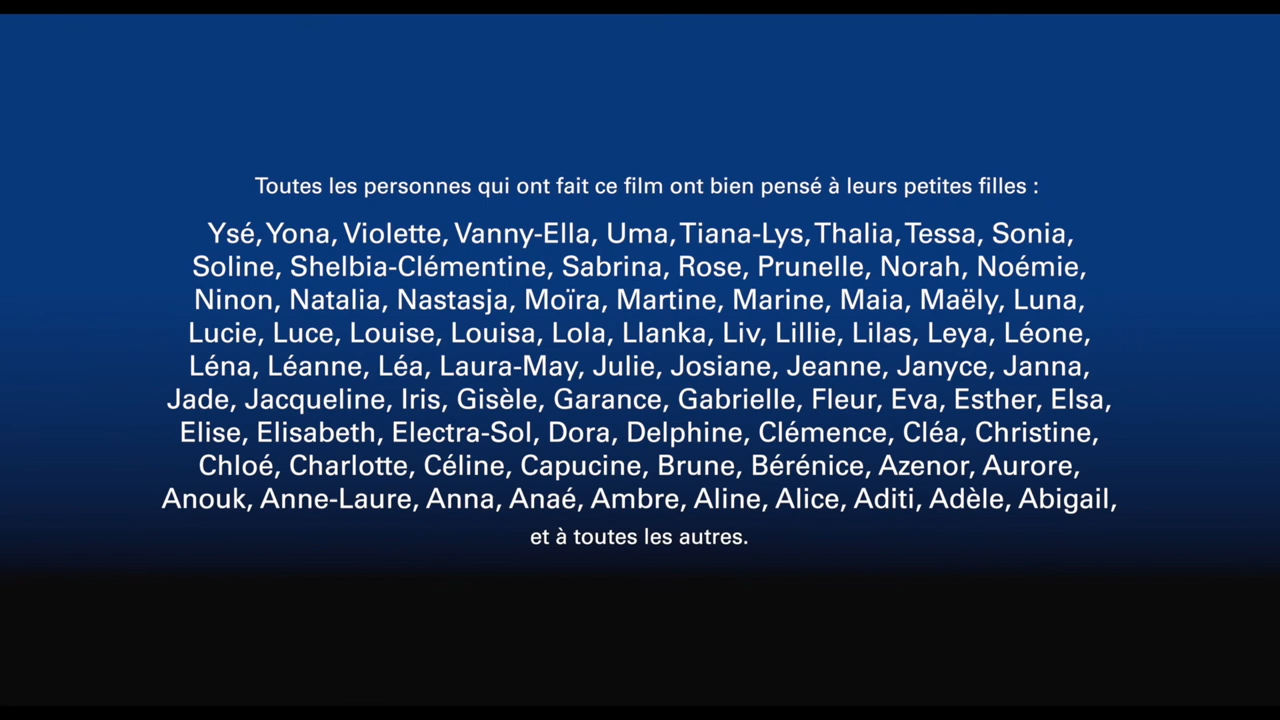 Toutes les personnes qui ont fait ce film ont bien pensé à leurs petites filles :
Ysé, Yona, Violette, Vanny-Ella, Uma, Tiana-Lys, Thalia, Tessa, Sonia,
Soline, Shelbia-Clémentine, Sabrina, Rose, Prunelle, Norah, Noémie,
Ninon, Natalia, Nastasja, Moïra, Martine, Marine, Maia, Maëly, Luna,
Lucie, Luce, Louise, Louisa, Lola, Llanka, Liv, Lillie, Lilas, Leya, Léone,
Léna, Léanne, Léa, Laura-May, Julie, Josiane, Jeanne, Janyce, Janna,
Jade, Jacqueline, Iris, Gisèle, Garance, Gabrielle, Fleur, Eva, Esther, Elsa,
Elise, Elisabeth, Electra-Sol, Dora, Delphine, Clémence, Cléa, Christine,
Chloé, Charlotte, Céline, Capucine, Brune, Bérénice, Azenor, Aurore,
Anouk, Anne-Laure, Anna, Anaé, Ambre, Aline, Alice, Aditi, Adèle, Abigail,
et à toutes les autres.